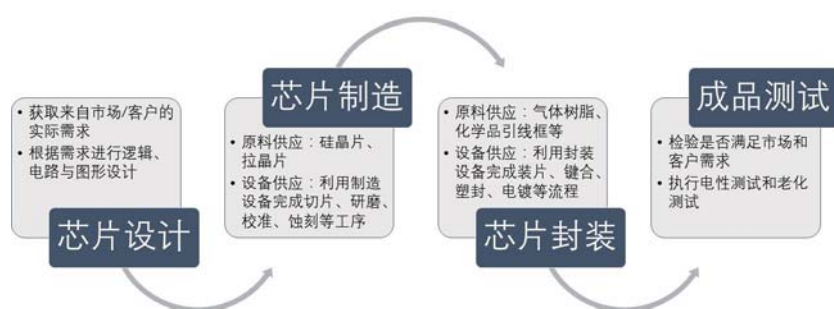 • 获取来自市场/客户的
实际需求
• 根据需求进行逻辑、
电路与图形设计
芯片设计
芯片制造
• 原料供应：硅晶片、
拉晶片
• 设备供应：利用制造
设备完成切片、研磨、
校准、蚀刻等工序
• 原料供应：气体树脂、
化学品引线框等
• 设备供应：利用封装
设备完成装片、键合、
塑封、电镀等流程
芯片封装
成品测试
• 检验是否满足市场和
客户需求
• 执行电性测试和老化
测试